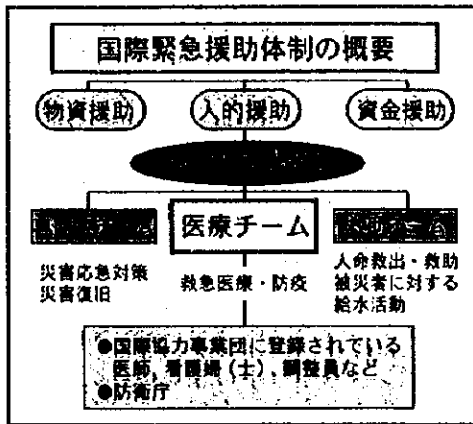 国際緊急援助体制の概要
物資援助
人的援助
資金援助
医療チーム
災害応急対策
災害復旧
救急医療・防疫
人命救出・救助
被災者に対する
給水活動
●国際協力事業団に登録されている
医師,看護婦(士)、調整員など
●防衛庁